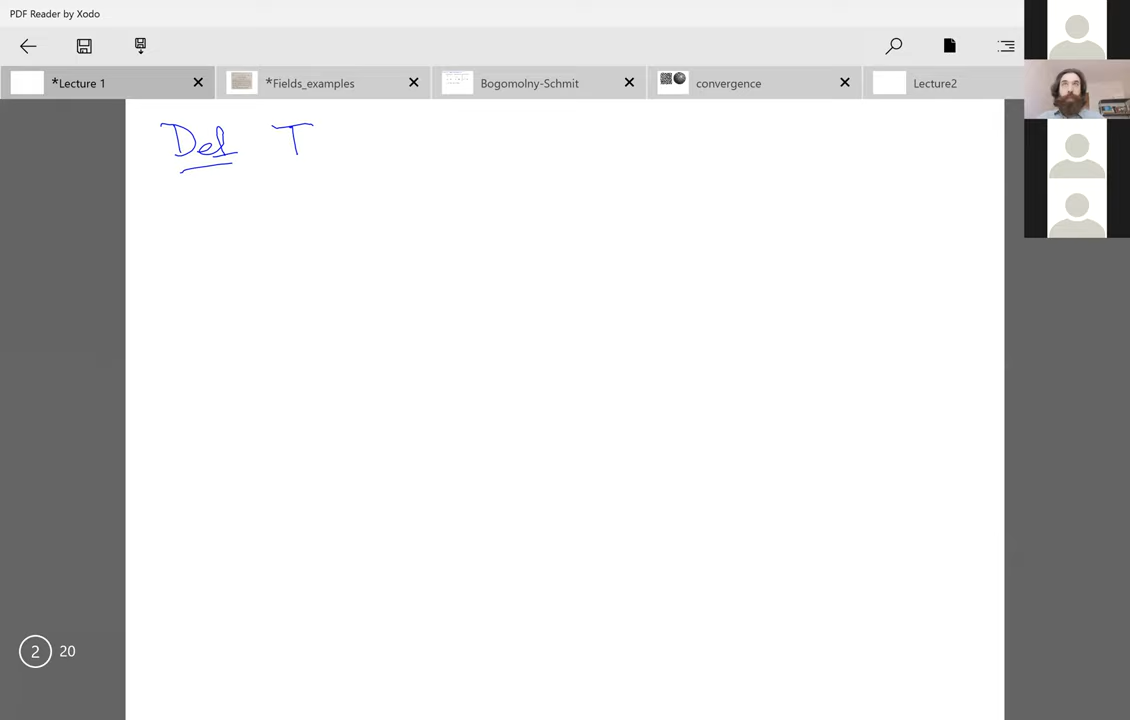 PDF Reader by Xodo
*Lecture 1
*Fields_examples
Bogomolny-Schmit
convergence
Lecture2
Def T
2 20